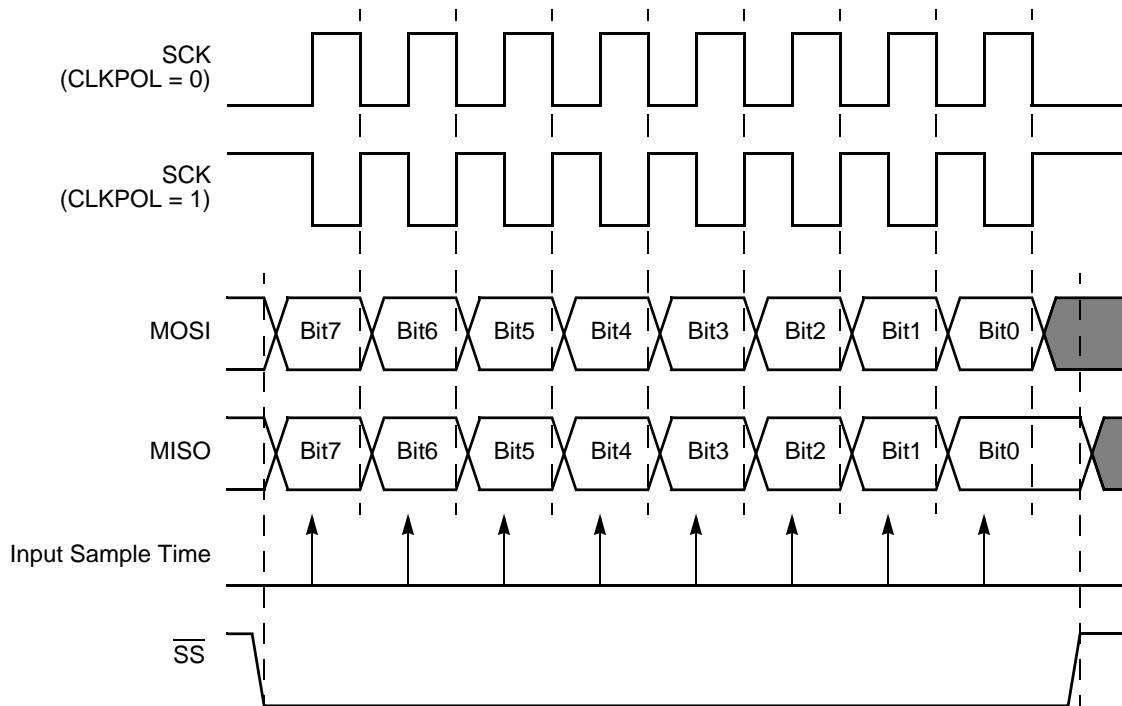 SCK
(CLKPOL = 0)
SCK
(CLKPOL = 1)
MOSI
Bit7 Bit6 Bit5 Bit4 Bit3 Bit2 Bit1 Bit0
MISO
Bit7 Bit6 Bit5 Bit4 Bit3 Bit2 Bit1 Bit0
Input Sample Time
SS